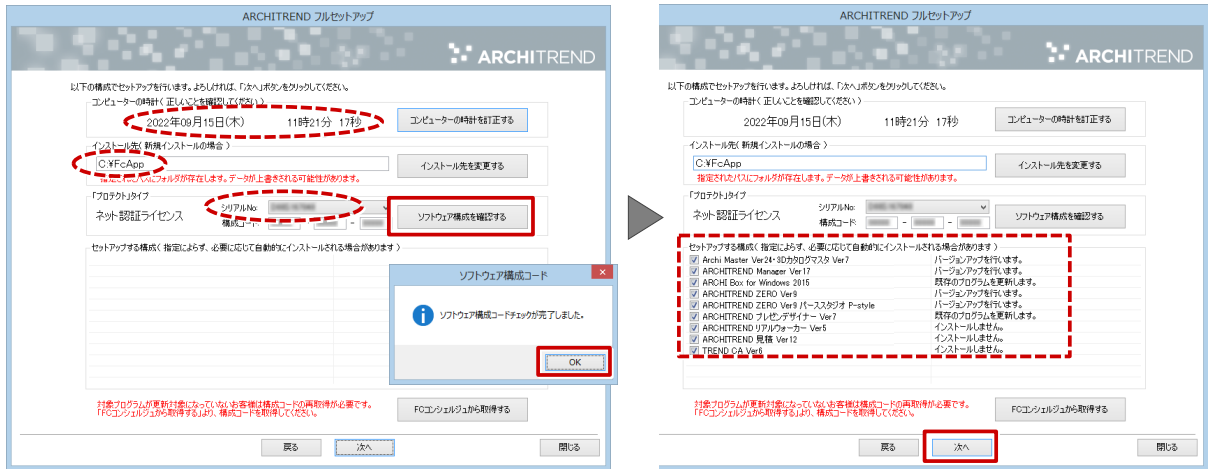 ARCHITREND フルセットアップ
ARCHITREND
以下の構成でセットアップを行います。よろしければ、「次へ」ボタンをクリックしてください。
コンピューターの時計( 正しいことを確認してください )
2022年09月15日(木) 11時21分 17秒
コンピューターの時計を訂正する
インストール先( 新規インストールの場合 )
C:¥FcApp
インストール先を変更する
指定されたパスにフォルダが存在します。データが上書きされる可能性があります。
「プロテクト」タイプ
ネット認証ライセンス
シリアルNo:
構成コード:
- -
ソフトウェア構成を確認する
セットアップする構成( 指定によらず、必要に応じて自動的にインストールされる場合があります )
ソフトウェア構成コード
ソフトウェア構成コードチェックが完了しました。
OK
対象プログラムが更新対象になっていないお客様は構成コードの再取得が必要です。
「FCコンシェルジュから取得する」より、構成コードを取得してください。
FCコンシェルジュから取得する
戻る 次へ 閉じる
ARCHITREND フルセットアップ
ARCHITREND
以下の構成でセットアップを行います。よろしければ、「次へ」ボタンをクリックしてください。
コンピューターの時計( 正しいことを確認してください )
2022年09月15日(木) 11時21分 17秒
コンピューターの時計を訂正する
インストール先( 新規インストールの場合 )
C:¥FcApp
インストール先を変更する
指定されたパスにフォルダが存在します。データが上書きされる可能性があります。
「プロテクト」タイプ
ネット認証ライセンス
シリアルNo:
構成コード:
- -
ソフトウェア構成を確認する
セットアップする構成( 指定によらず、必要に応じて自動的にインストールされる場合があります )
Archi Master Ver24・3Dカタログマスタ Ver7 バージョンアップを行います。
ARCHITREND Manager Ver17 バージョンアップを行います。
ARCHI Box for Windows 2015 既存のプログラムを更新します。
ARCHITREND ZERO Ver9 バージョンアップを行います。
ARCHITREND ZERO Ver9 パーススタジオ P-style バージョンアップを行います。
ARCHITREND プレゼンデザイナー Ver7 既存のプログラムを更新します。
ARCHITREND リアルウォーカー Ver5 インストールしません。
ARCHITREND 見積 Ver12 インストールしません。
TREND CA Ver6 インストールしません。
対象プログラムが更新対象になっていないお客様は構成コードの再取得が必要です。
「FCコンシェルジュから取得する」より、構成コードを取得してください。
FCコンシェルジュから取得する
戻る 次へ 閉じる